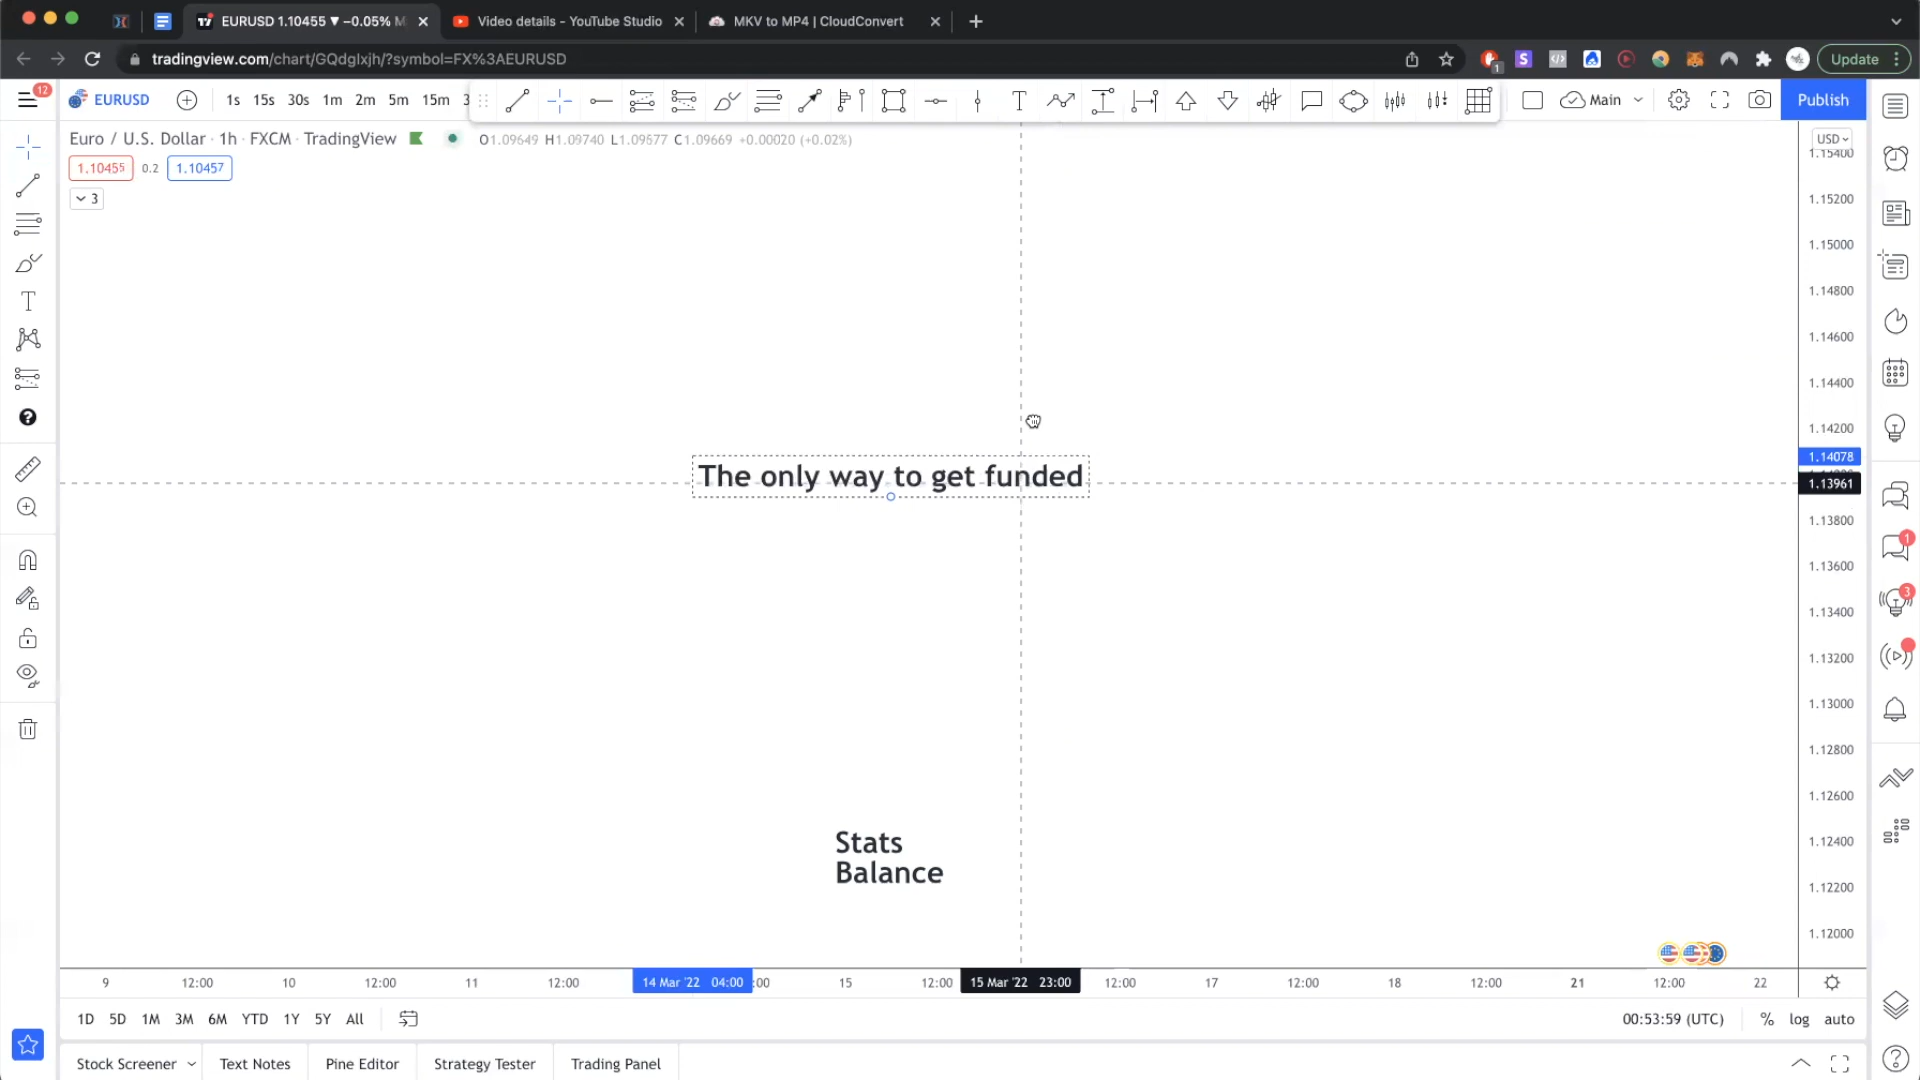 EURUSD 1.10455 ▼ −0.05% M
Video details - YouTube Studio
MKV to MP4 | CloudConvert
tradingview.com/chart/GQdglxjh/?symbol=FX%3AEURUSD
1
Update
12
EURUSD
1s 15s 30s 1m 2m 5m 15m 3
Main
Publish
Euro / U.S. Dollar · 1h · FXCM · TradingView
O1.09649 H1.09740 L1.09577 C1.09669 +0.00020 (+0.02%)
1.10455 0.2 1.10457
3
USD
1.15400
1.15200
1.15000
1.14800
1.14600
1.14400
1.14200
1.14078
1.13961
1.13800
1.13600
1.13400
1.13200
1.13000
1.12800
1.12600
1.12400
1.12200
1.12000
1
3
The only way to get funded
Stats
Balance
9 12:00 10 12:00 11 12:00 14 Mar '22 04:00 :00 15 12:00 15 Mar '22 23:00 12:00 17 12:00 18 12:00 21 12:00 22
1D 5D 1M 3M 6M YTD 1Y 5Y All
00:53:59 (UTC) % log auto
Stock Screener Text Notes Pine Editor Strategy Tester Trading Panel